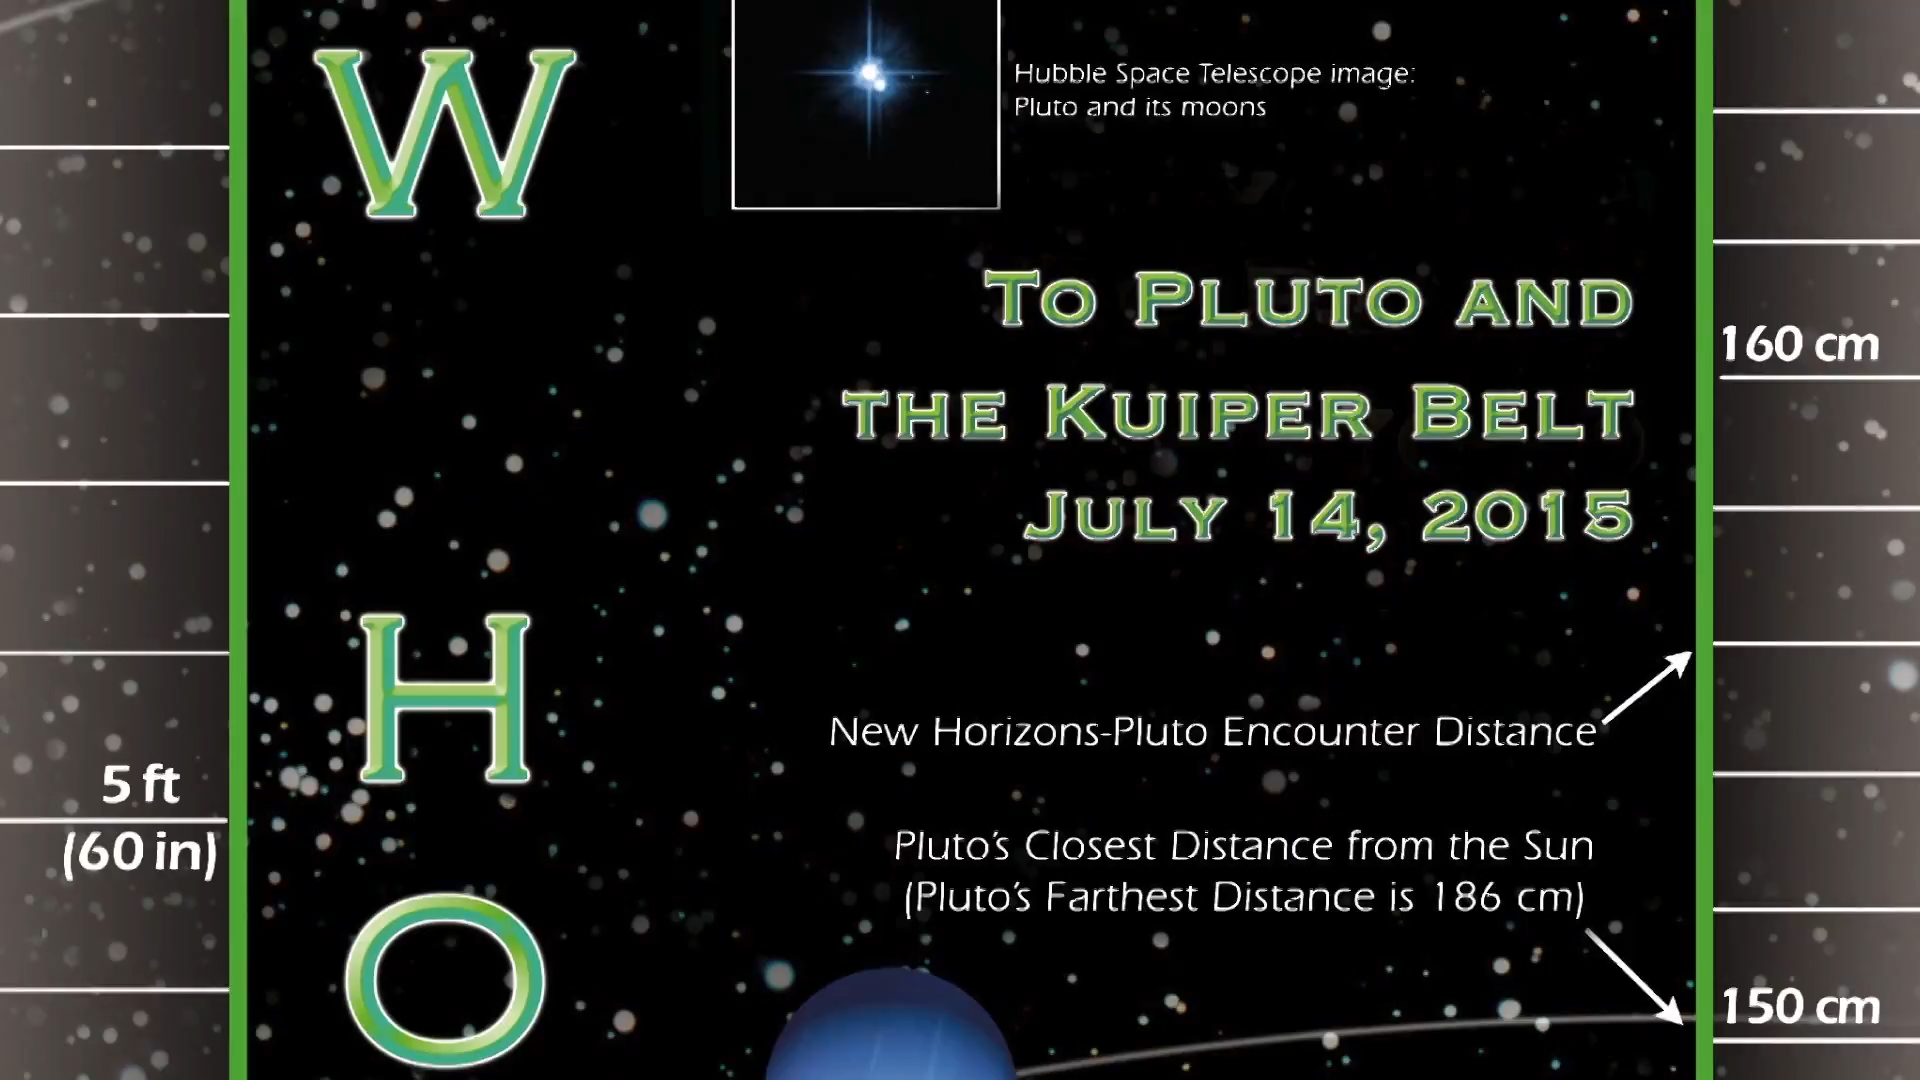 W
Hubble Space Telescope image:
Pluto and its moons
TO PLUTO AND
THE KUIPER BELT
JULY 14, 2015
160 cm
H
New Horizons-Pluto Encounter Distance
5 ft
(60 in)
Pluto's Closest Distance from the Sun
(Pluto's Farthest Distance is 186 cm)
O
150 cm